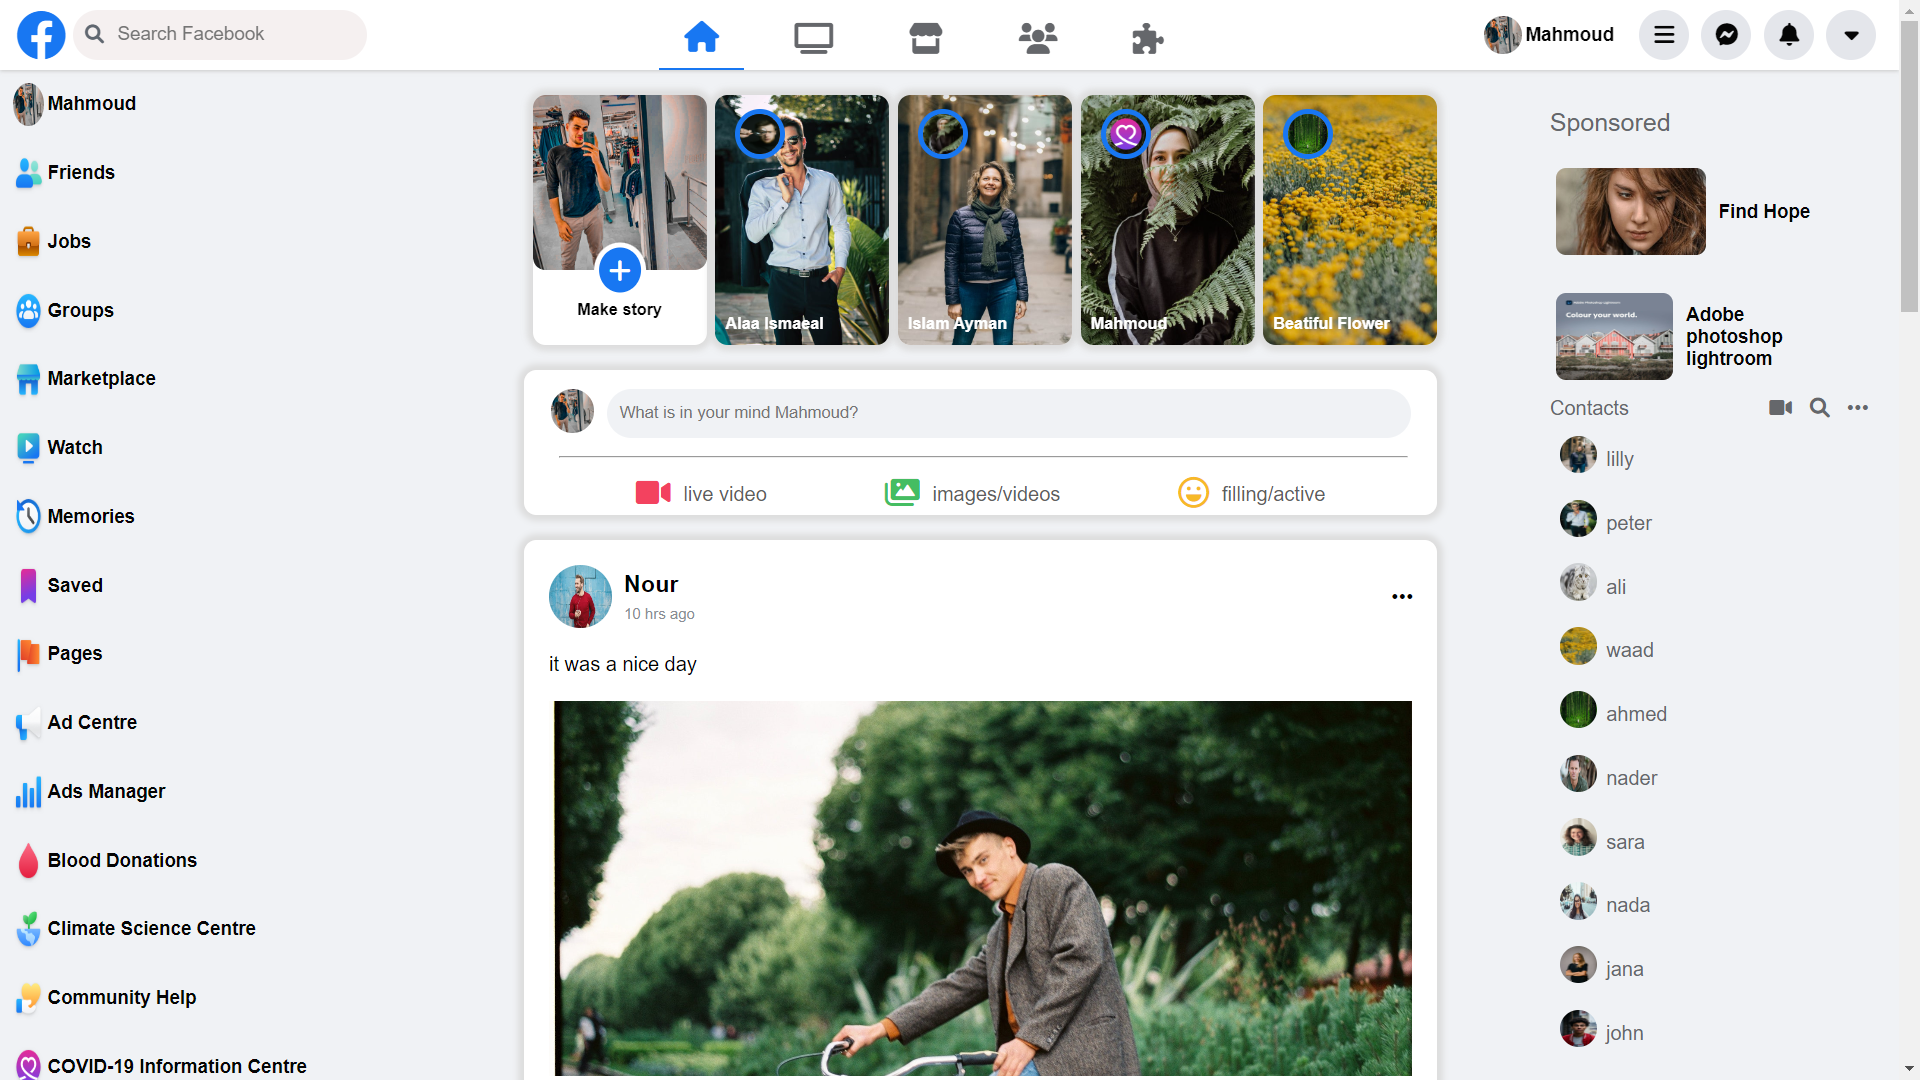 Search Facebook
Mahmoud
Mahmoud
Friends
Jobs
Groups
Marketplace
Watch
Memories
Saved
Pages
Ad Centre
Ads Manager
Blood Donations
Climate Science Centre
Community Help
COVID-19 Information Centre
Make story
Alaa Ismaeal
Islam Ayman
Mahmoud
Beatiful Flower
What is in your mind Mahmoud?
live video
images/videos
filling/active
Nour
10 hrs ago
it was a nice day
Sponsored
Find Hope
Colour your world.
Adobe
photoshop
lightroom
Contacts
lilly
peter
ali
waad
ahmed
nader
sara
nada
jana
john